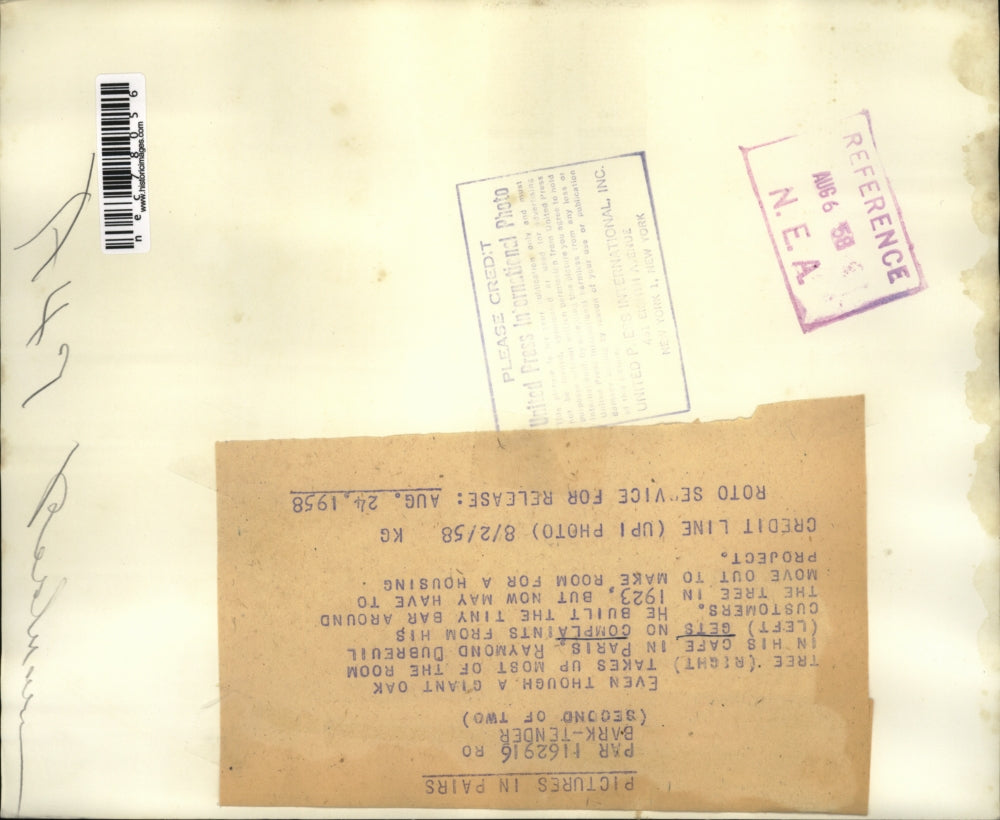 PICTURES IN PAIRS
PAR 1162916 RO
BARK-TENDER
(SECOND OF TWO)
EVEN THOUGH A GIANT OAK
TREE (RIGHT) TAKES UP MOST OF THE ROOM
IN HIS CAFE IN PARIS, RAYMOND DUBREUIL
(LEFT) GETS NO COMPLAINTS FROM HIS
CUSTOMERS. HE BUILT THE TINY BAR AROUND
THE TREE IN 1923, BUT NOW MAY HAVE TO
MOVE OUT TO MAKE ROOM FOR A HOUSING
PROJECT.
CREDIT LINE (UPI PHOTO) 8/2/58 KG
ROTO SERVICE FOR RELEASE: AUG. 24, 1958
PLEASE CREDIT
United Press International Photo
UNITED PRESS INTERNATIONAL, INC.
461 EIGHTH AVENUE
NEW YORK 1, NEW YORK
REFERENCE
AUG 6 '58
N. E. A.
www.historicimages.com
nec78056